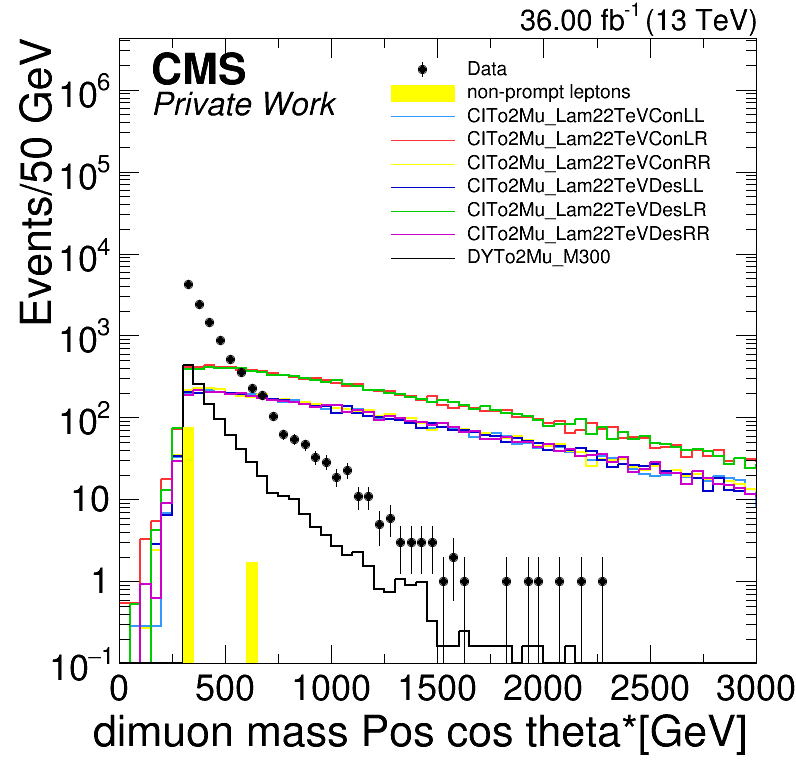 36.00 fb-1 (13 TeV)
CMS
Private Work
Data
non-prompt leptons
CITo2Mu_Lam22TeVConLL
CITo2Mu_Lam22TeVConLR
CITo2Mu_Lam22TeVConRR
CITo2Mu_Lam22TeVDesLL
CITo2Mu_Lam22TeVDesLR
CITo2Mu_Lam22TeVDesRR
DYTo2Mu_M300
Events/50 GeV
10^6
10^5
10^4
10^3
10^2
10
1
10^−1
0 500 1000 1500 2000 2500 3000
dimuon mass Pos cos theta*[GeV]